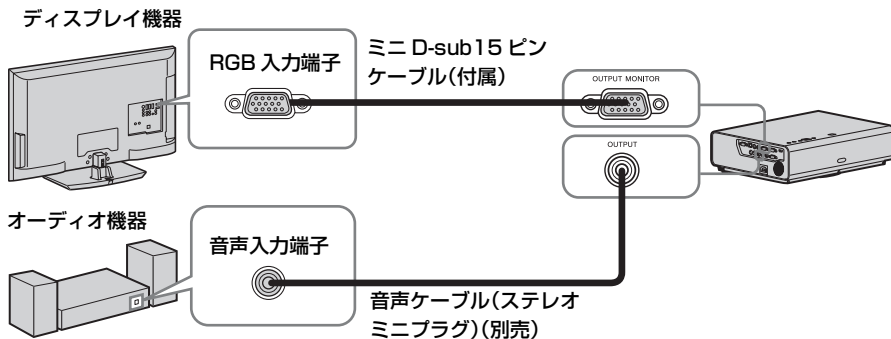 ディスプレイ機器
RGB 入力端子
ミニ D-sub15 ピン
ケーブル(付属)
OUTPUT MONITOR
OUTPUT
オーディオ機器
音声入力端子
音声ケーブル(ステレオ
ミニプラグ)(別売)